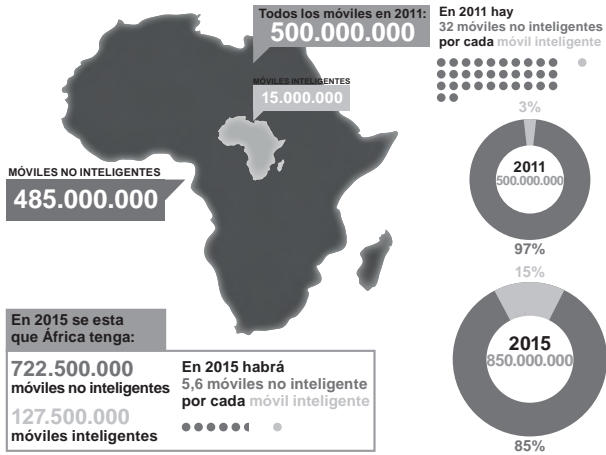 Todos los móviles en 2011:
500.000.000
MÓVILES INTELIGENTES
15.000.000
MÓVILES NO INTELIGENTES
485.000.000
En 2011 hay
32 móviles no inteligentes
por cada móvil inteligente
3%
2011
500.000.000
97%
15%
2015
850.000.000
85%
En 2015 se esta
que África tenga:
722.500.000
móviles no inteligentes
127.500.000
móviles inteligentes
En 2015 habrá
5,6 móviles no inteligente
por cada móvil inteligente